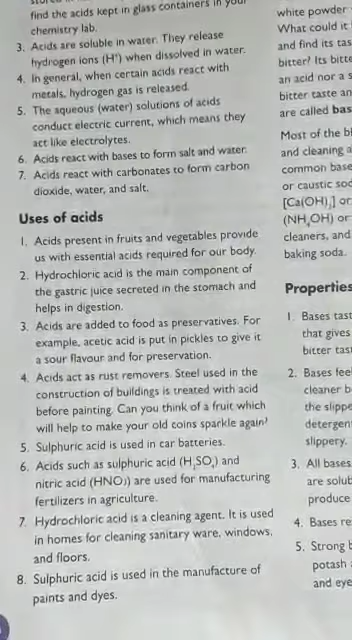 find the acids kept in glass containers in your
chemistry lab.
3. Acids are soluble in water. They release
hydrogen ions (H⁺) when dissolved in water.
4. In general, when certain acids react with
metals, hydrogen gas is released.
5. The aqueous (water) solutions of acids
conduct electric current, which means they
act like electrolytes.
6. Acids react with bases to form salt and water.
7. Acids react with carbonates to form carbon
dioxide, water, and salt.
Uses of acids
1. Acids present in fruits and vegetables provide
us with essential acids required for our body.
2. Hydrochloric acid is the main component of
the gastric juice secreted in the stomach and
helps in digestion.
3. Acids are added to food as preservatives. For
example, acetic acid is put in pickles to give it
a sour flavour and for preservation.
4. Acids act as rust removers. Steel used in the
construction of buildings is treated with acid
before painting. Can you think of a fruit which
will help to make your old coins sparkle again?
5. Sulphuric acid is used in car batteries.
6. Acids such as sulphuric acid (H₂SO₄) and
nitric acid (HNO₃) are used for manufacturing
fertilizers in agriculture.
7. Hydrochloric acid is a cleaning agent. It is used
in homes for cleaning sanitary ware, windows,
and floors.
8. Sulphuric acid is used in the manufacture of
paints and dyes.
white powder
What could it
and find its tas
bitter? Its bitte
an acid nor a s
bitter taste an
are called bas
Most of the
and cleaning a
common base
or caustic soc
[Ca(OH)₂] or
(NH₄OH) or
cleaners, and
baking soda.
Properties
1. Bases tast
that gives
bitter tas
2. Bases feel
cleaner b
the slippe
detergen
slippery.
3. All bases
are solub
produce
4. Bases re
5. Strong b
potash
and eye